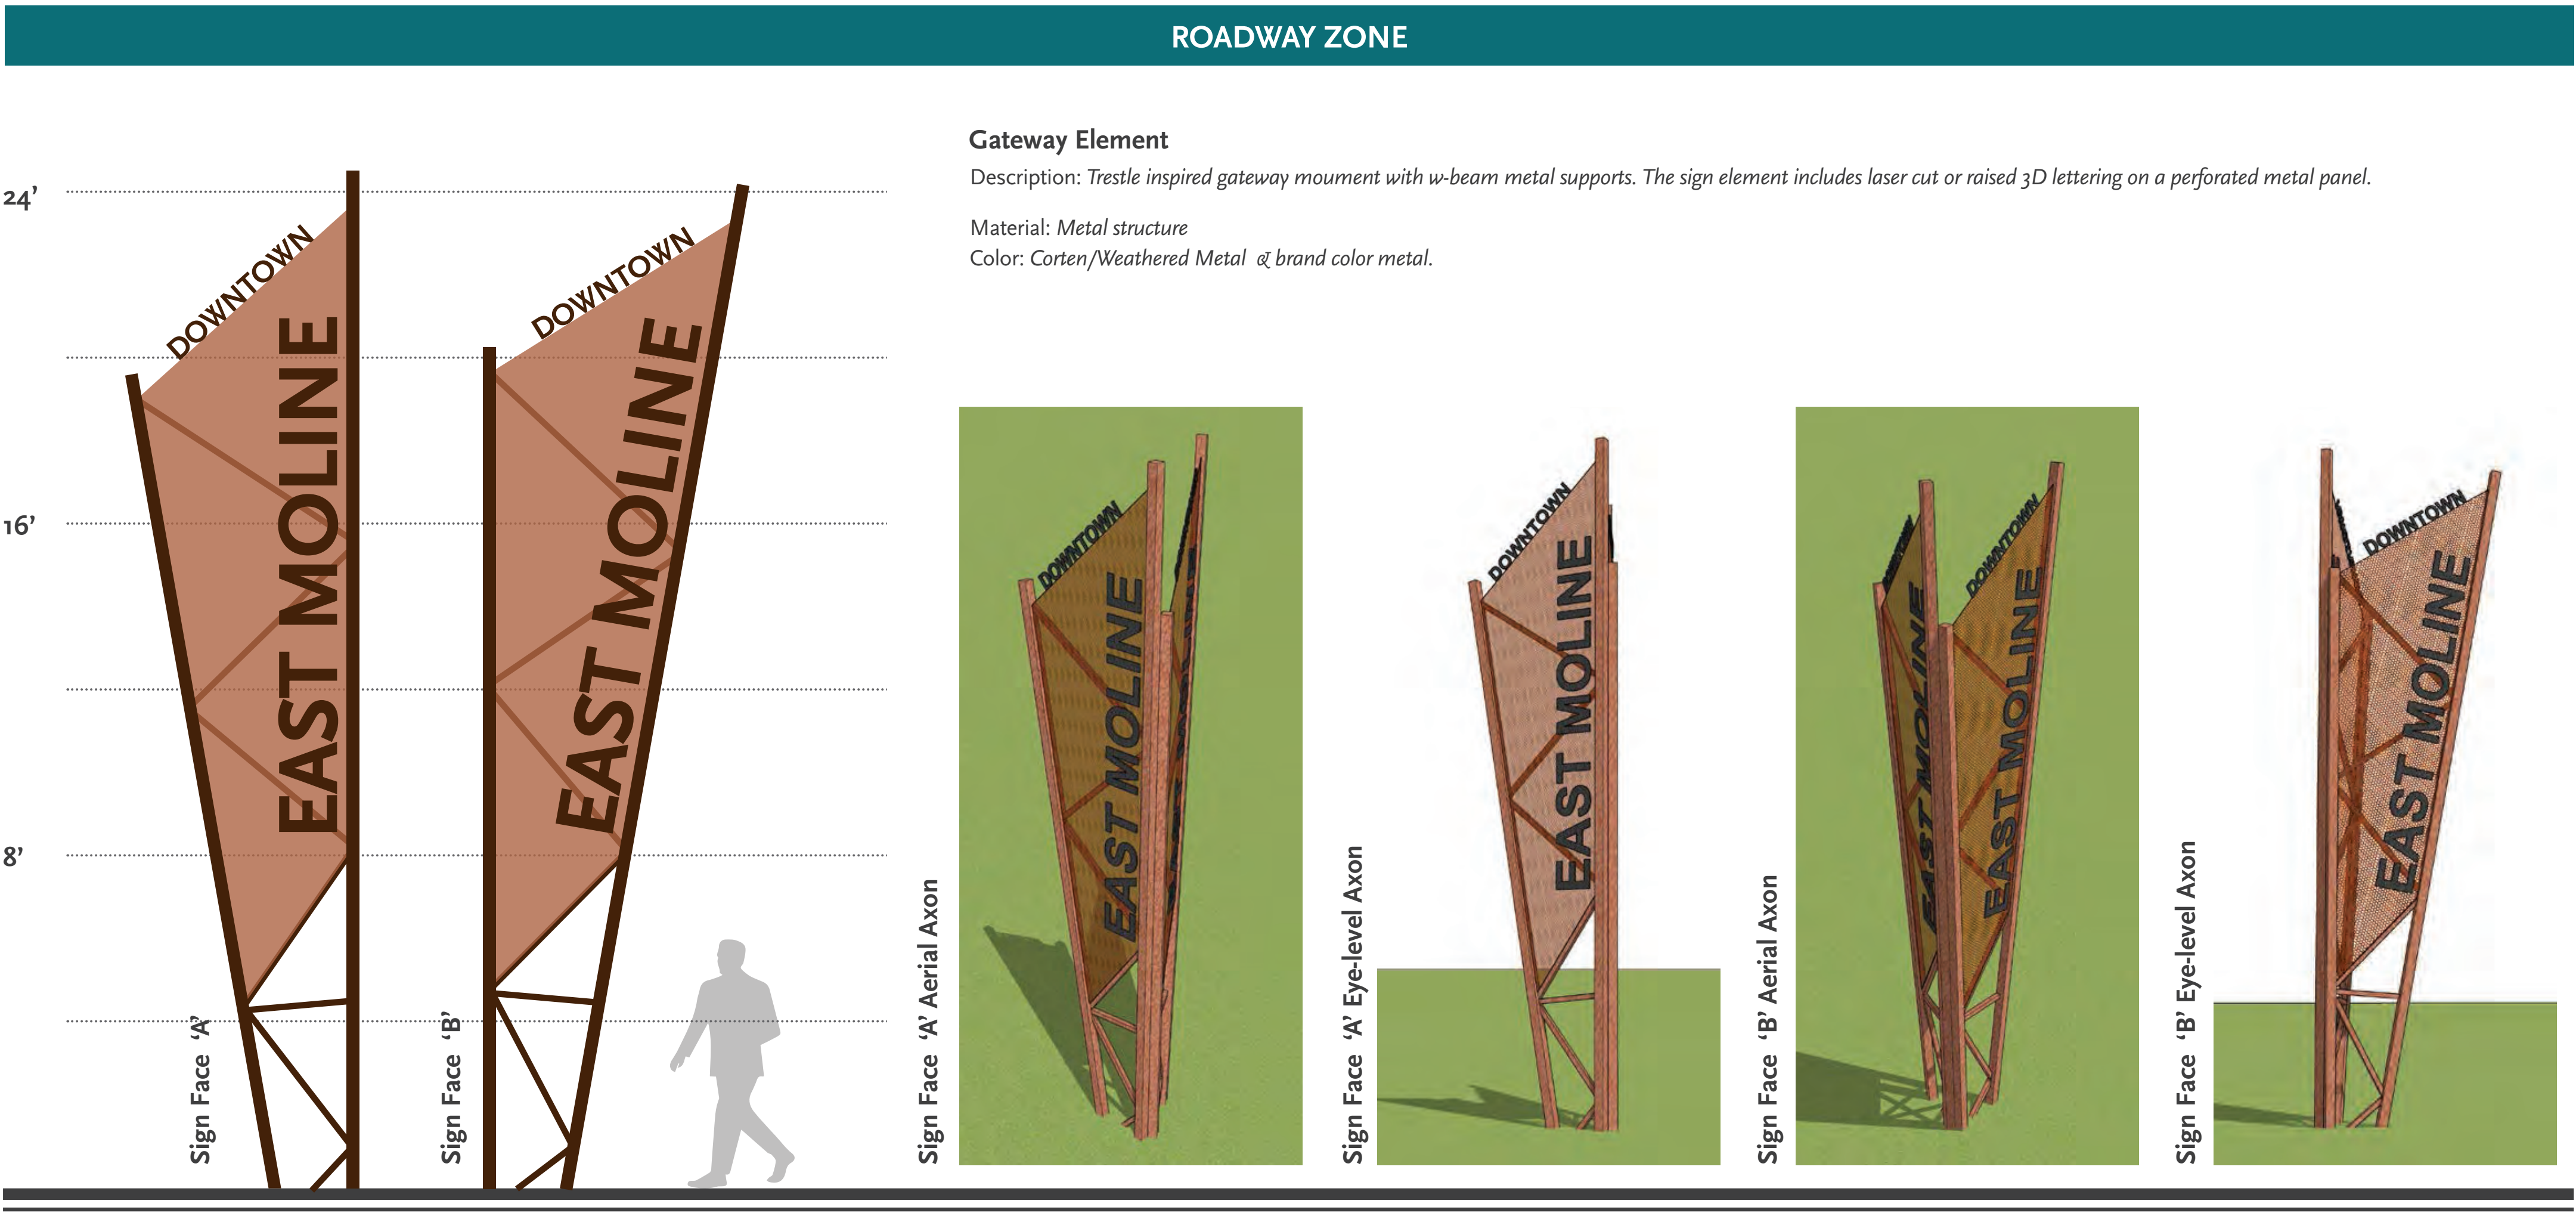 ROADWAY ZONE
Gateway Element
Description: Trestle inspired gateway moument with w-beam metal supports. The sign element includes laser cut or raised 3D lettering on a perforated metal panel.
Material: Metal structure
Color: Corten/Weathered Metal & brand color metal.
24’
16’
8’
DOWNTOWN
EAST MOLINE
Sign Face ‘A’
DOWNTOWN
EAST MOLINE
Sign Face ‘B’
Sign Face ‘A’ Aerial Axon
DOWNTOWN
EAST MOLINE
Sign Face ‘A’ Eye-level Axon
DOWNTOWN
EAST MOLINE
Sign Face ‘B’ Aerial Axon
EAST MOLINE
DOWNTOWN
EAST MOLINE
Sign Face ‘B’ Eye-level Axon
DOWNTOWN
EAST MOLINE